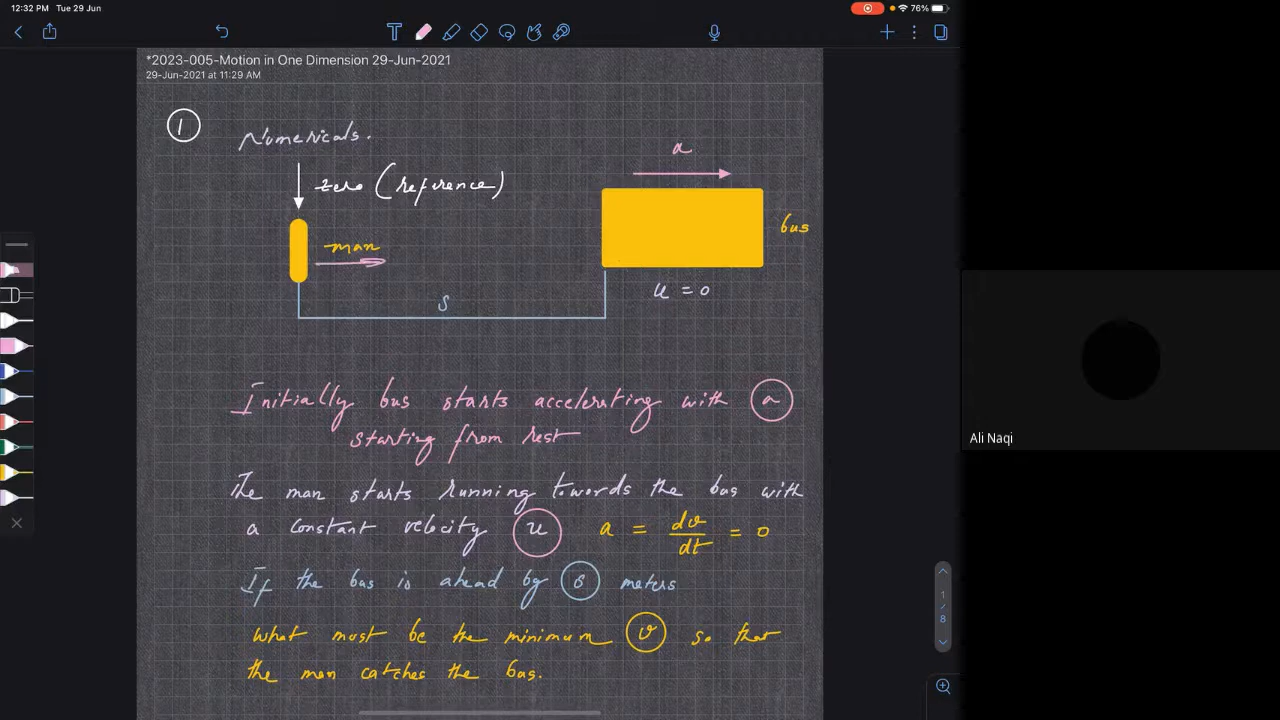 12:32 PM Tue 29 Jun
76%
*2023-005-Motion in One Dimension 29-Jun-2021
29-Jun-2021 at 11:29 AM
1 Numericals.
a
zero (reference)
man
bus
S
u = 0
Initially bus starts accelerating with a
starting from rest
The man starts running towords the bus with
a constant velocity u a = dv/dt = 0
If the bus is ahead by s meters
What must be the minimum v so that
the man catches the bus.
Ali Naqi
1
/
8